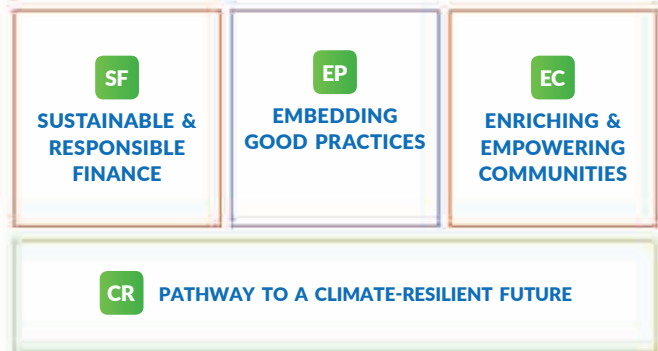 SF
SUSTAINABLE &
RESPONSIBLE
FINANCE
EP
EMBEDDING
GOOD PRACTICES
EC
ENRICHING &
EMPOWERING
COMMUNITIES
CR
PATHWAY TO A CLIMATE-RESILIENT FUTURE